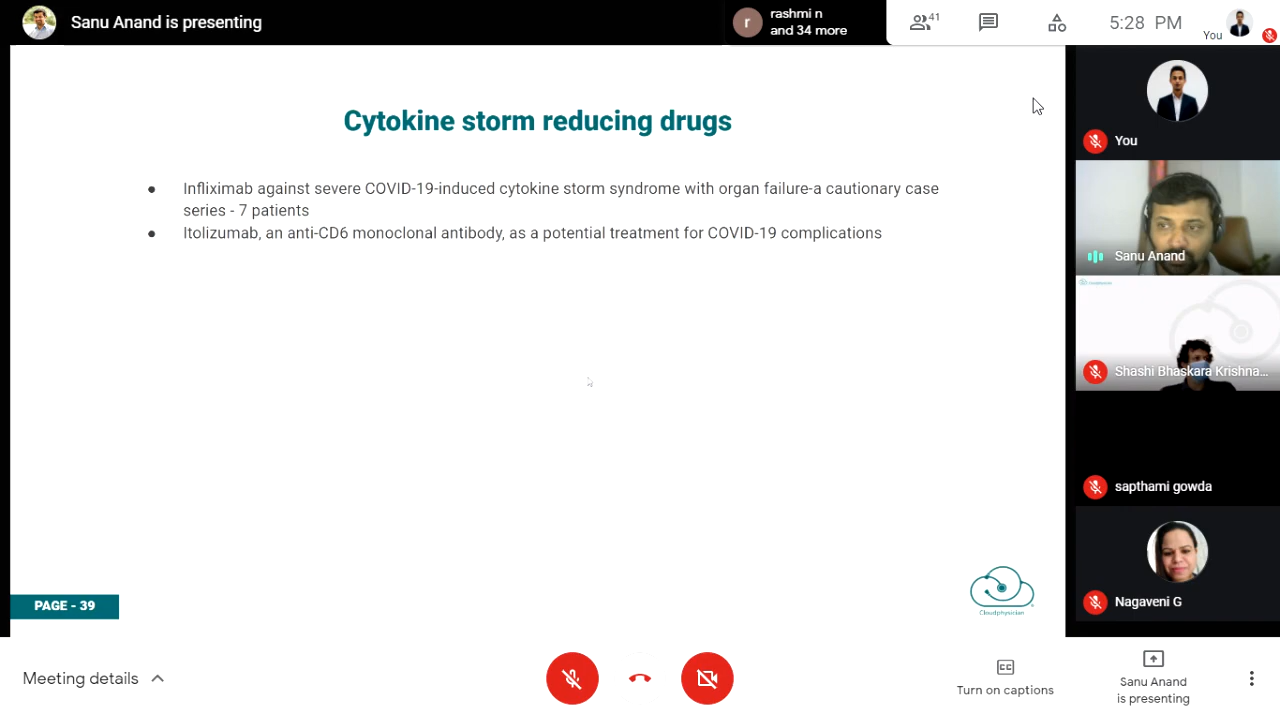 Sanu Anand is presenting
r
rashmi n
and 34 more
41
5:28 PM
You
Cytokine storm reducing drugs
● Infliximab against severe COVID-19-induced cytokine storm syndrome with organ failure-a cautionary case
series - 7 patients
● Itolizumab, an anti-CD6 monoclonal antibody, as a potential treatment for COVID-19 complications
PAGE - 39
Cloudphysician
You
Sanu Anand
Shashi Bhaskara Krishna...
sapthami gowda
Nagaveni G
Meeting details
CC
Turn on captions
Sanu Anand
is presenting